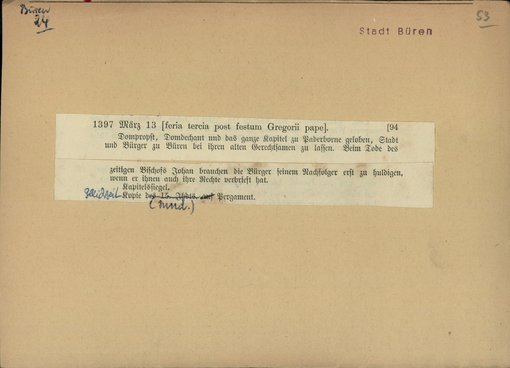 Büren
24
Stadt Büren
53
1397 März 13 [feria tercia post festum Gregorii pape]. [94
Dompropst, Domdechant und das ganze Kapitel zu Paderborne geloben, Stadt
und Bürger zu Büren bei ihren alten Gerechtsamen zu lassen. Beim Tode des
zeitigen Bischofs Johan brauchen die Bürger seinem Nachfolger erst zu huldigen,
wenn er ihnen auch ihre Rechte verbrieft hat.
Kapitelssiegel.
Kopie des 15. Jhdts. auf Pergament.